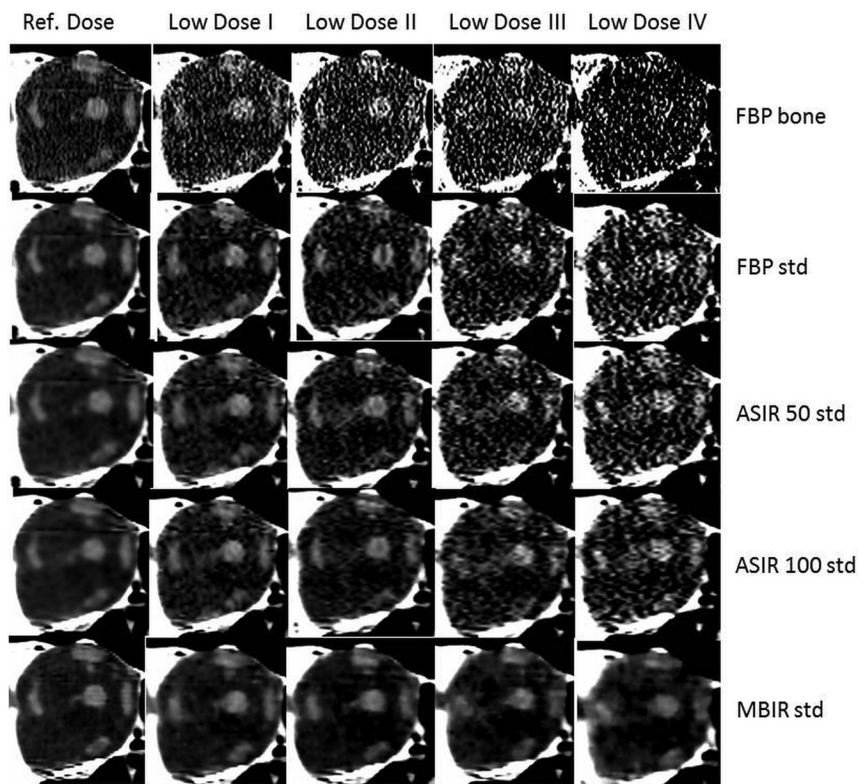 Ref. Dose Low Dose I Low Dose II Low Dose III Low Dose IV
FBP bone
FBP std
ASIR 50 std
ASIR 100 std
MBIR std